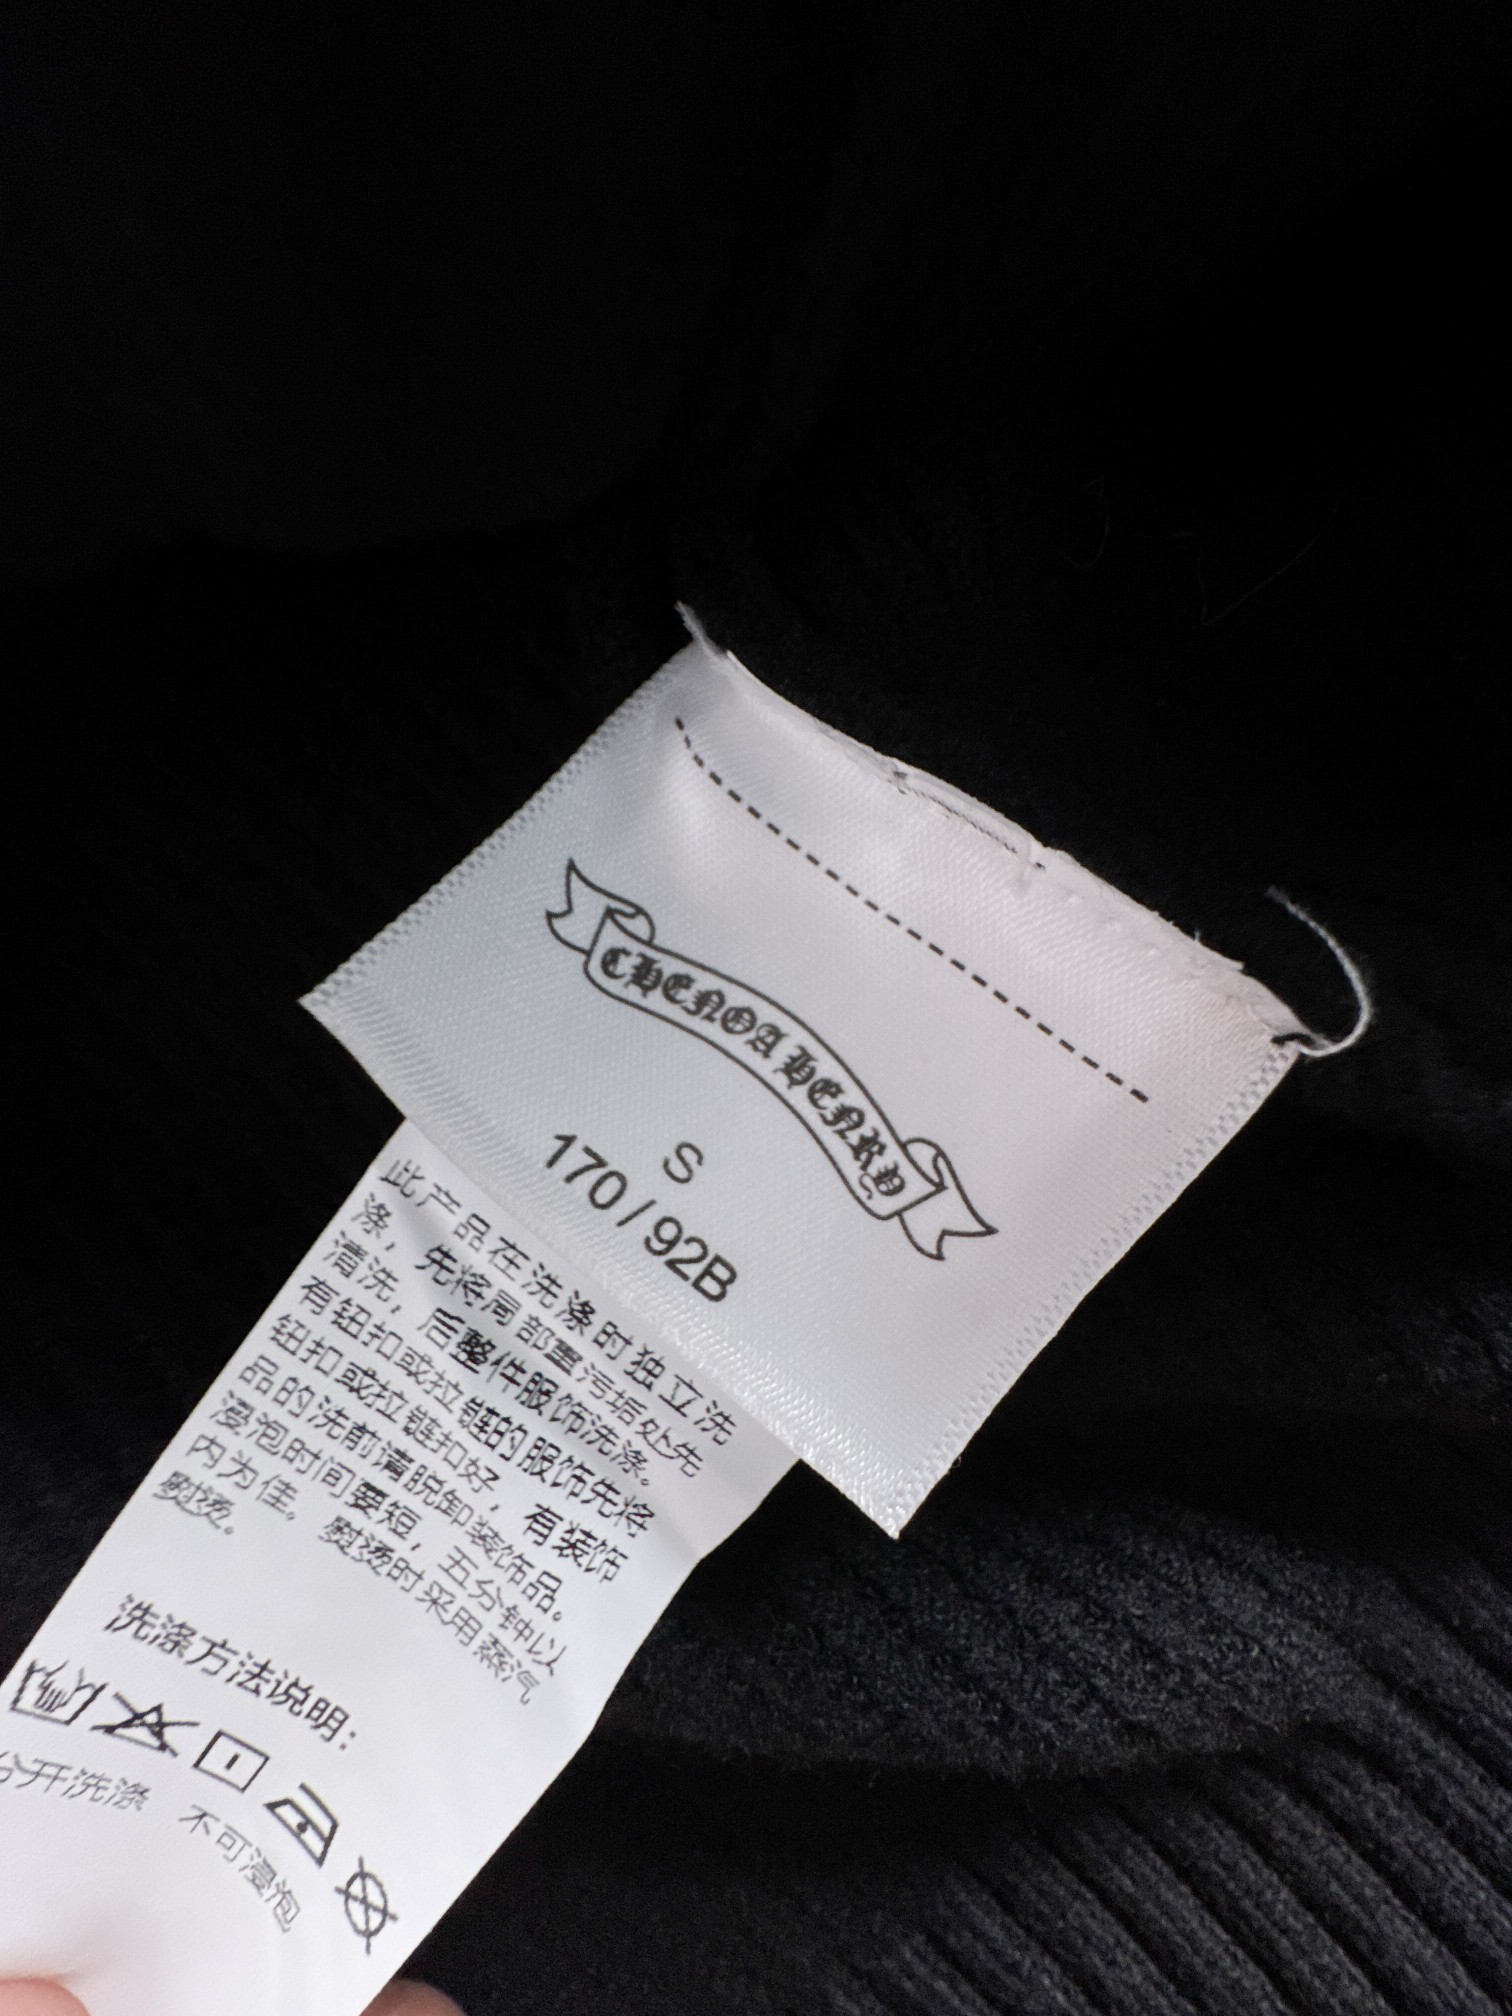 CHENOA HENRY
S
170/92B
此产品在洗涤时独立洗
涤，先将局部重污垢处先
清洗，后整件服饰洗涤。
有钮扣或拉链的服饰先将
钮扣或拉链扣好，有装饰
品的洗前请脱卸装饰品。
浸泡时间要短，五分钟以
内为佳。熨烫时采用蒸汽
熨烫。
洗涤方法说明：
分开洗涤 不可浸泡